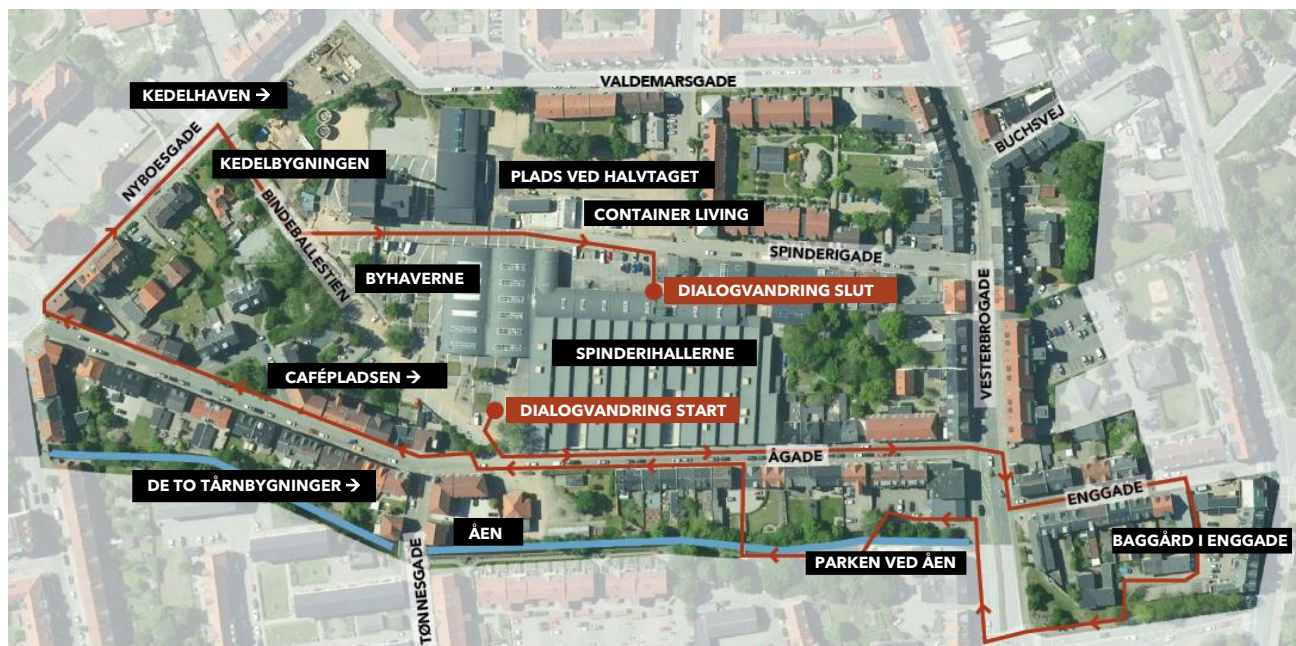 VALDEMARSGADE
KEDELHAVEN →
BUCHSVEJ
NYBOESGADE
KEDELBYGNINGEN
PLADS VED HALVTAGET
CONTAINER LIVING
BINDEBALLESTIEN
SPINDERIGADE
BYHAVERNE
DIALOGVANDRING SLUT
VESTERBROGADE
SPINDERIHALLERNE
CAFÉPLADSEN →
DIALOGVANDRING START
ÅGADE
DE TO TÅRNBYGNINGER →
ENGGADE
ÅEN
BAGGÅRD I ENGGADE
PARKEN VED ÅEN
TØNNESGADE